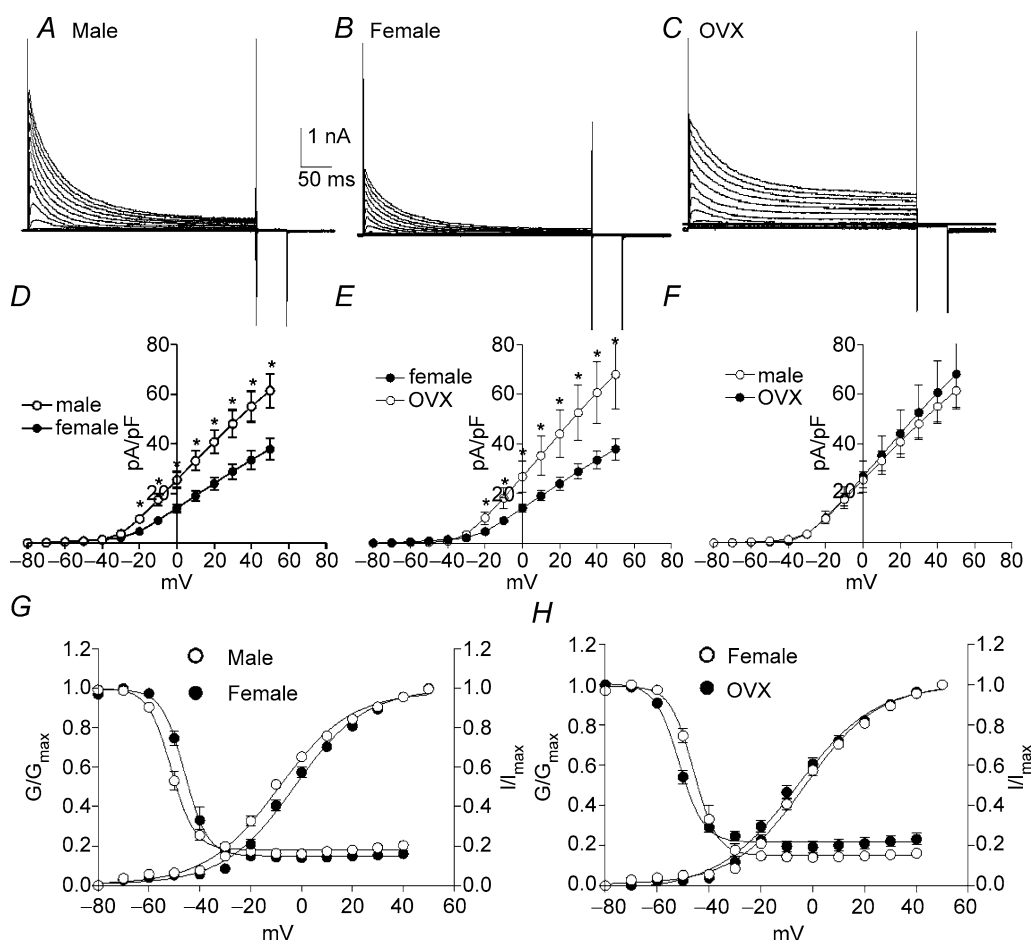 A Male
B Female
C OVX
1 nA
50 ms
D
E
F
80
60
40
20
pA/pF
male
female
* * * * * * * *
−80 −60 −40 −20 0 20 40 60 80
mV
80
60
40
20
pA/pF
female
OVX
* * * * * * * *
−80 −60 −40 −20 0 20 40 60 80
mV
80
60
40
20
pA/pF
male
OVX
−80 −60 −40 −20 0 20 40 60 80
mV
G
H
1.2
1.0
0.8
0.6
0.4
0.2
0.0
G/Gmax
Male
Female
1.2
1.0
0.8
0.6
0.4
0.2
0.0
I/Imax
−80 −60 −40 −20 0 20 40 60
mV
1.2
1.0
0.8
0.6
0.4
0.2
0.0
G/Gmax
Female
OVX
1.2
1.0
0.8
0.6
0.4
0.2
0.0
I/Imax
−80 −60 −40 −20 0 20 40 60
mV